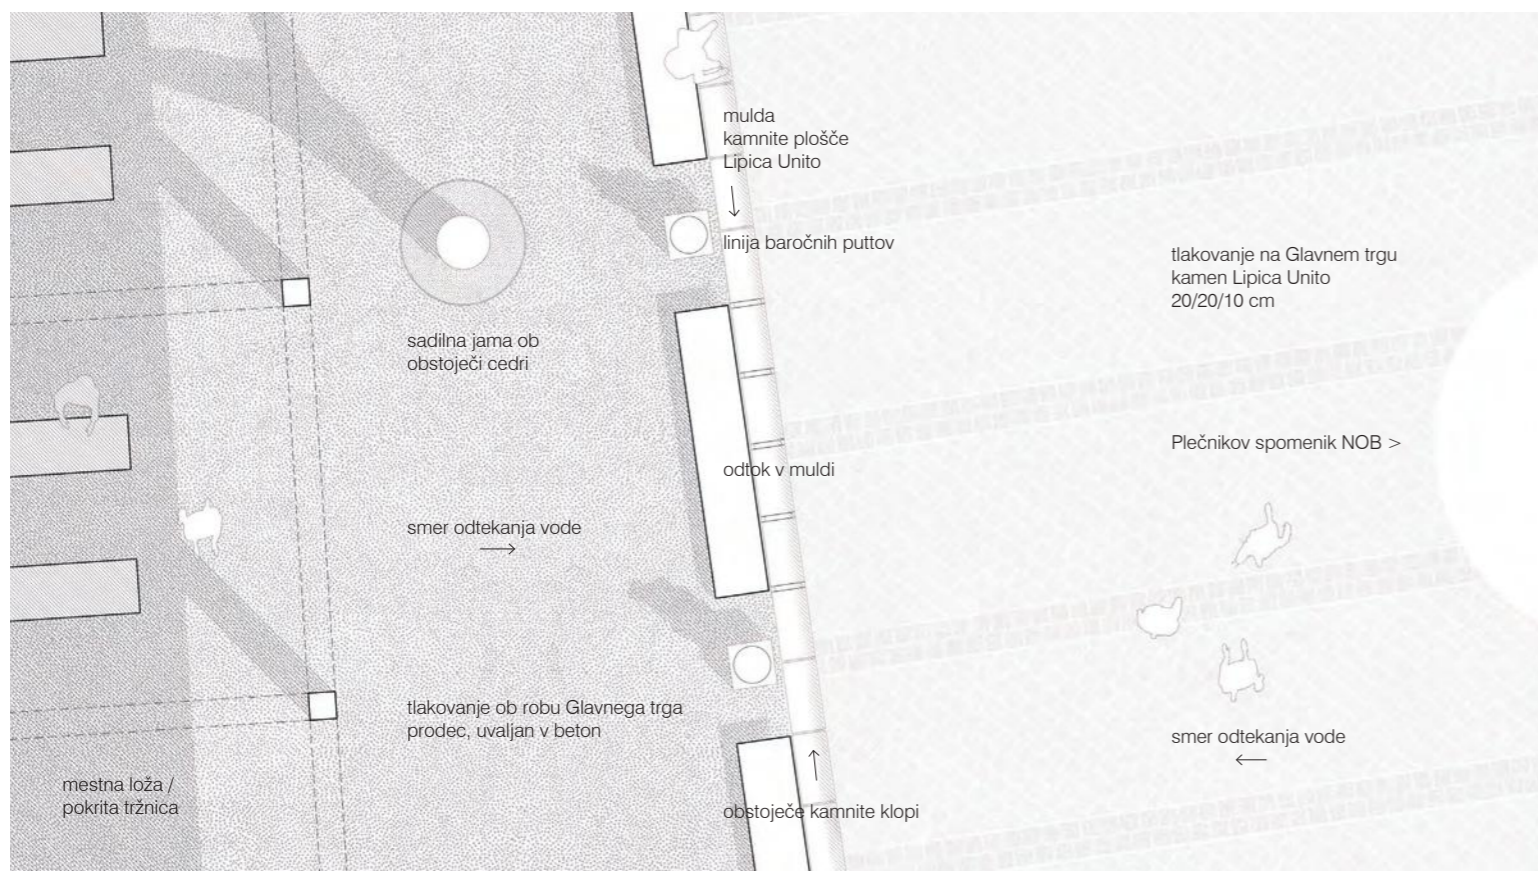 mulda
kamnite plošče
Lipica Unito
linija baročnih puttov
tlakovanje na Glavnem trgu
kamen Lipica Unito
20/20/10 cm
sadilna jama ob
obstoječi cedri
Plečnikov spomenik NOB >
odtok v muldi
smer odtekanja vode
tlakovanje ob robu Glavnega trga
prodec, uvaljan v beton
smer odtekanja vode
mestna loža /
pokrita tržnica
obstoječe kamnite klopi